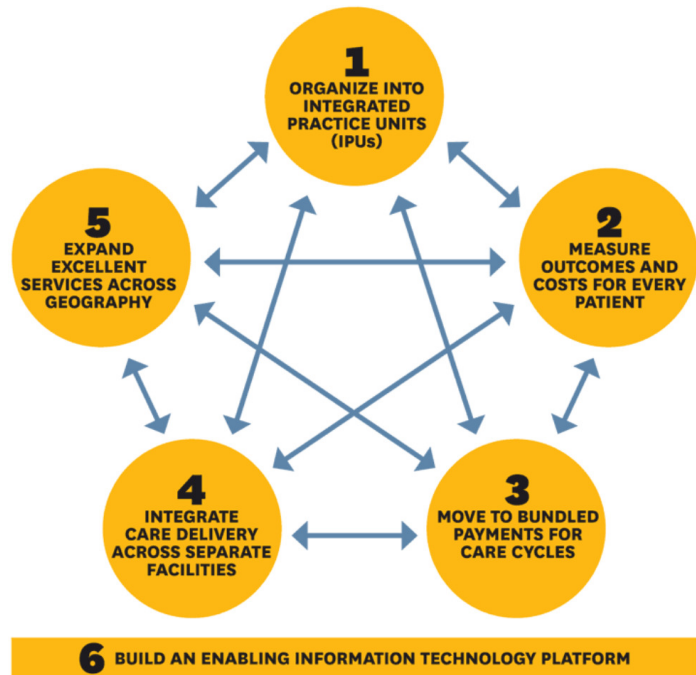 1
ORGANIZE INTO
INTEGRATED
PRACTICE UNITS
(IPUs)
5
EXPAND
EXCELLENT
SERVICES ACROSS
GEOGRAPHY
2
MEASURE
OUTCOMES AND
COSTS FOR EVERY
PATIENT
4
INTEGRATE
CARE DELIVERY
ACROSS SEPARATE
FACILITIES
3
MOVE TO BUNDLED
PAYMENTS FOR
CARE CYCLES
6 BUILD AN ENABLING INFORMATION TECHNOLOGY PLATFORM